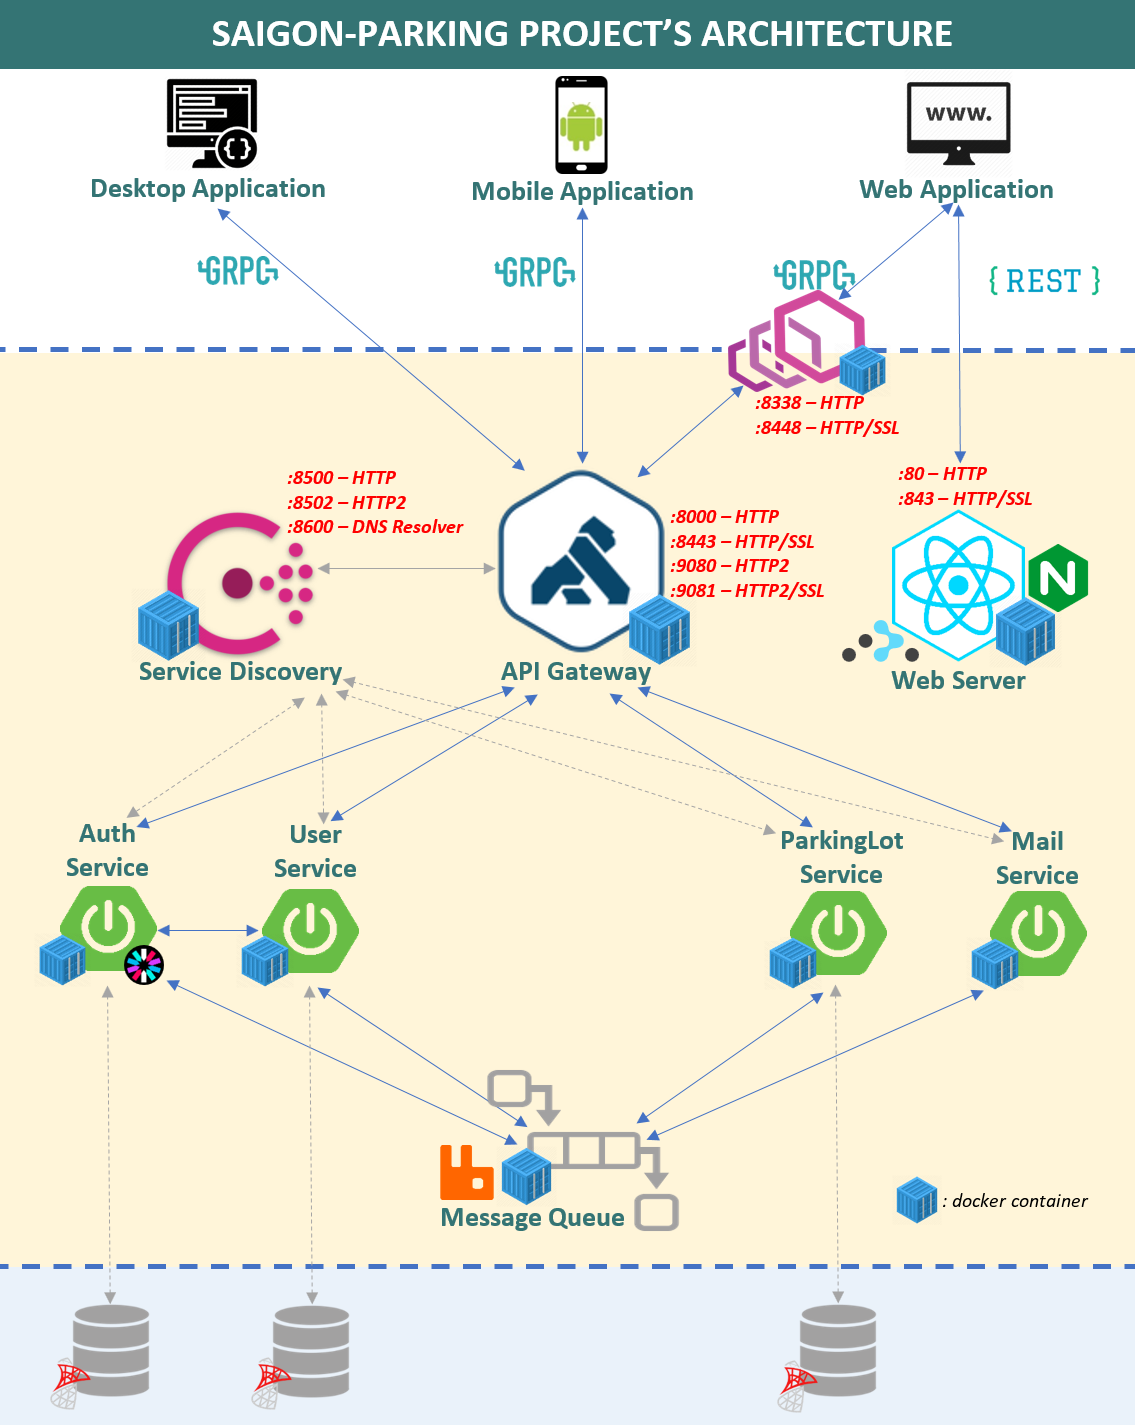 SAIGON-PARKING PROJECT'S ARCHITECTURE
www.
Desktop Application
Mobile Application
Web Application
GRPC
GRPC
GRPC
{ REST }
:8338 – HTTP
:8448 – HTTP/SSL
:8500 – HTTP
:8502 – HTTP2
:8600 – DNS Resolver
:80 – HTTP
:843 – HTTP/SSL
:8000 – HTTP
:8443 – HTTP/SSL
:9080 – HTTP2
:9081 – HTTP2/SSL
N
Service Discovery
API Gateway
Web Server
Auth
Service
User
Service
ParkingLot
Service
Mail
Service
Message Queue
: docker container